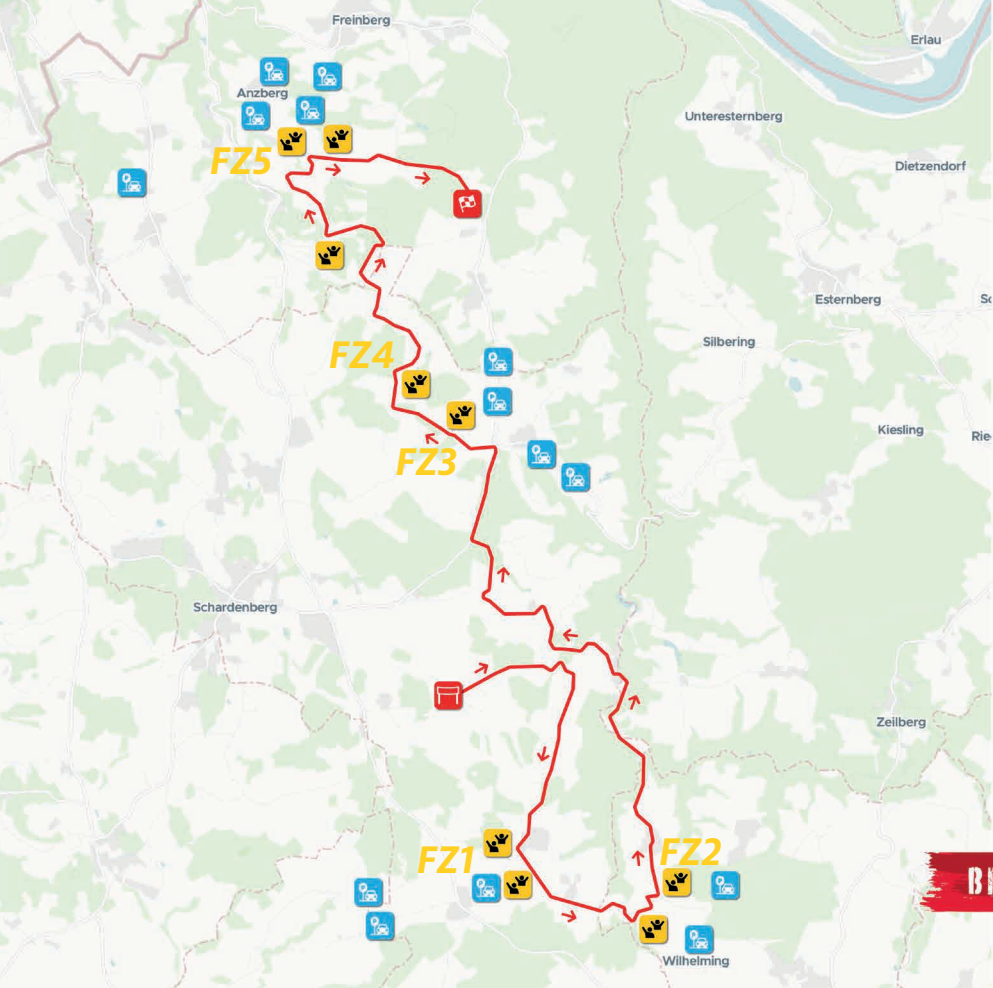 Freinberg
Erlau
Anzberg
Unteresternberg
FZ5
Dietzendorf
Esternberg
FZ4
Silbering
Kiesling
FZ3
Schardenberg
Zeilberg
FZ1
FZ2
Wilhelming